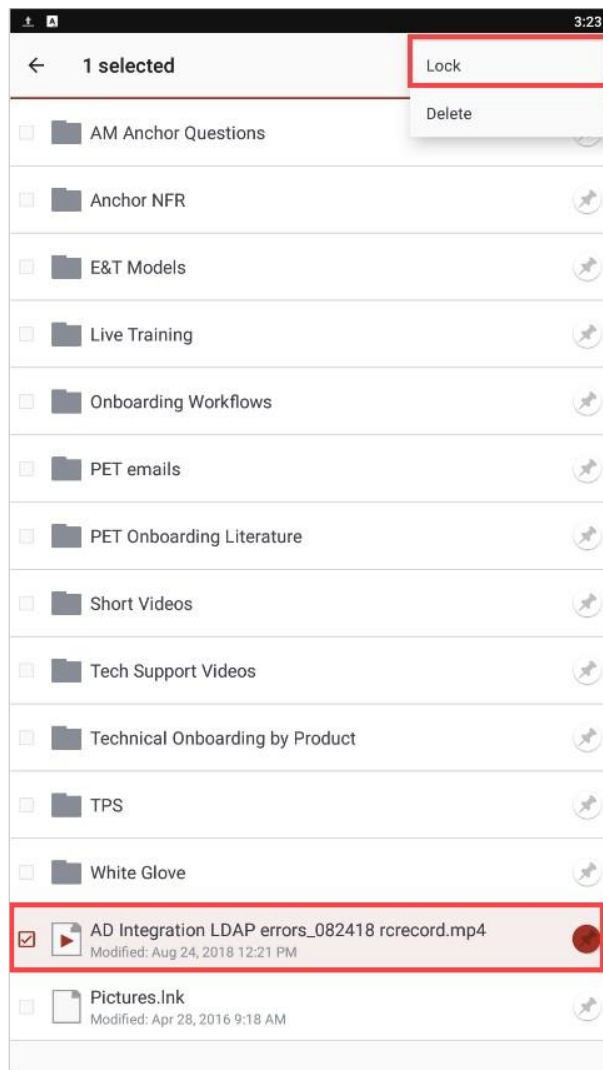 A
3:23
1 selected
Lock
Delete
AM Anchor Questions
Anchor NFR
E&T Models
Live Training
Onboarding Workflows
PET emails
PET Onboarding Literature
Short Videos
Tech Support Videos
Technical Onboarding by Product
TPS
White Glove
AD Integration LDAP errors_082418 rcrecord.mp4
Modified: Aug 24, 2018 12:21 PM
Pictures.lnk
Modified: Apr 28, 2016 9:18 AM